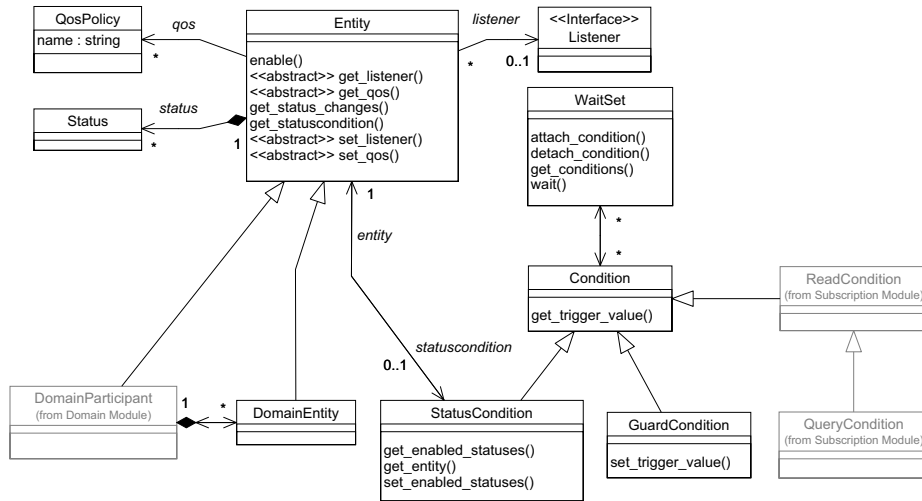 QosPolicy
name : string
qos
*
Entity
enable()
<<abstract>> get_listener()
<<abstract>> get_qos()
get_status_changes()
get_statuscondition()
<<abstract>> set_listener()
<<abstract>> set_qos()
listener
*
0..1
<<Interface>>
Listener
Status
status
*
1
WaitSet
attach_condition()
detach_condition()
get_conditions()
wait()
1
entity
*
*
Condition
get_trigger_value()
ReadCondition
(from Subscription Module)
statuscondition
0..1
DomainParticipant
(from Domain Module)
1
*
DomainEntity
StatusCondition
get_enabled_statuses()
get_entity()
set_enabled_statuses()
GuardCondition
set_trigger_value()
QueryCondition
(from Subscription Module)